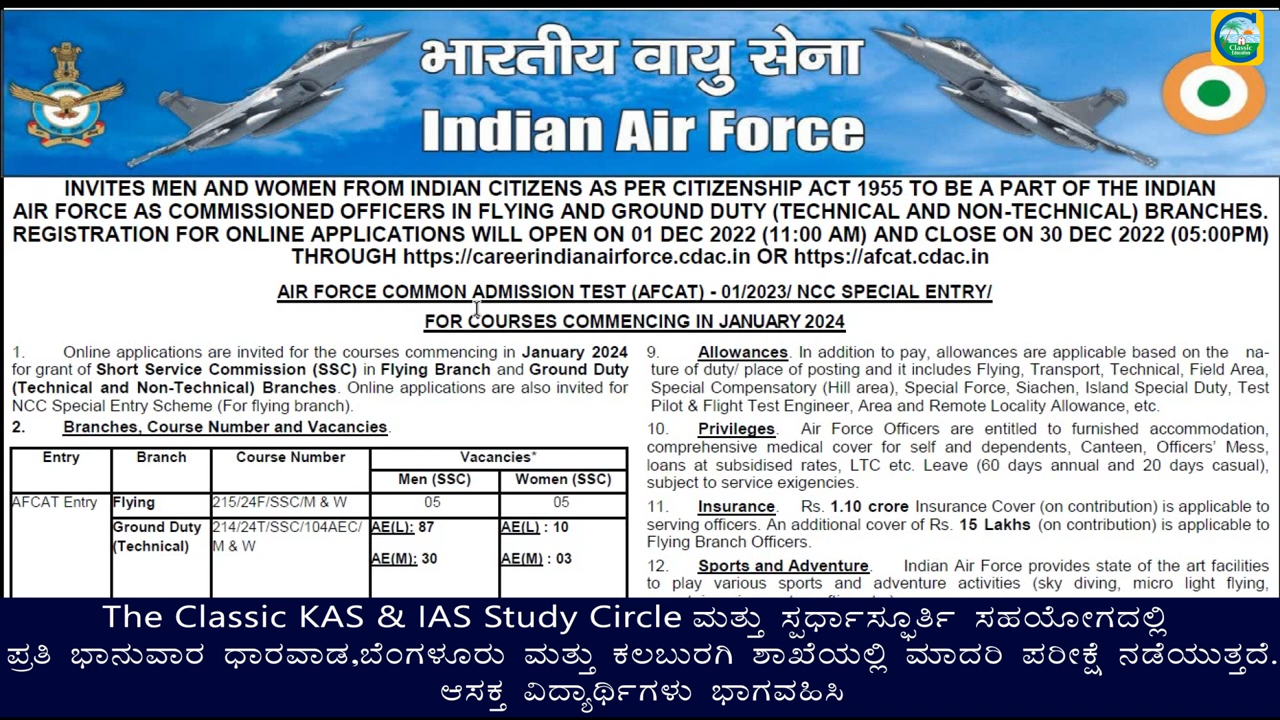 भारतीय वायु सेना
Indian Air Force
Classic
Education
INVITES MEN AND WOMEN FROM INDIAN CITIZENS AS PER CITIZENSHIP ACT 1955 TO BE A PART OF THE INDIAN
AIR FORCE AS COMMISSIONED OFFICERS IN FLYING AND GROUND DUTY (TECHNICAL AND NON-TECHNICAL) BRANCHES.
REGISTRATION FOR ONLINE APPLICATIONS WILL OPEN ON 01 DEC 2022 (11:00 AM) AND CLOSE ON 30 DEC 2022 (05:00PM)
THROUGH https://careerindianairforce.cdac.in OR https://afcat.cdac.in
AIR FORCE COMMON ADMISSION TEST (AFCAT) - 01/2023/ NCC SPECIAL ENTRY/
FOR COURSES COMMENCING IN JANUARY 2024
1. Online applications are invited for the courses commencing in January 2024
for grant of Short Service Commission (SSC) in Flying Branch and Ground Duty
(Technical and Non-Technical) Branches. Online applications are also invited for
NCC Special Entry Scheme (For flying branch).
2. Branches, Course Number and Vacancies.
Entry Branch Course Number Vacancies*
Men (SSC) Women (SSC)
AFCAT Entry Flying 215/24F/SSC/M & W 05 05
Ground Duty 214/24T/SSC/104AEC/ AE(L): 87 AE(L) : 10
(Technical) M & W
AE(M): 30 AE(M) : 03
9. Allowances. In addition to pay, allowances are applicable based on the na-
ture of duty/ place of posting and it includes Flying, Transport, Technical, Field Area,
Special Compensatory (Hill area), Special Force, Siachen, Island Special Duty, Test
Pilot & Flight Test Engineer, Area and Remote Locality Allowance, etc.
10. Privileges. Air Force Officers are entitled to furnished accommodation,
comprehensive medical cover for self and dependents, Canteen, Officers' Mess,
loans at subsidised rates, LTC etc. Leave (60 days annual and 20 days casual),
subject to service exigencies.
11. Insurance. Rs. 1.10 crore Insurance Cover (on contribution) is applicable to
serving officers. An additional cover of Rs. 15 Lakhs (on contribution) is applicable to
Flying Branch Officers.
12. Sports and Adventure. Indian Air Force provides state of the art facilities
to play various sports and adventure activities (sky diving, micro light flying,
The Classic KAS & IAS Study Circle ಮತ್ತು ಸ್ಪರ್ಧಾಸ್ಫೂರ್ತಿ ಸಹಯೋಗದಲ್ಲಿ
ಪ್ರತಿ ಭಾನುವಾರ ಧಾರವಾಡ,ಬೆಂಗಳೂರು ಮತ್ತು ಕಲಬುರಗಿ ಶಾಖೆಯಲ್ಲಿ ಮಾದರಿ ಪರೀಕ್ಷೆ ನಡೆಯುತ್ತದೆ.
ಆಸಕ್ತ ವಿದ್ಯಾರ್ಥಿಗಳು ಭಾಗವಹಿಸಿ